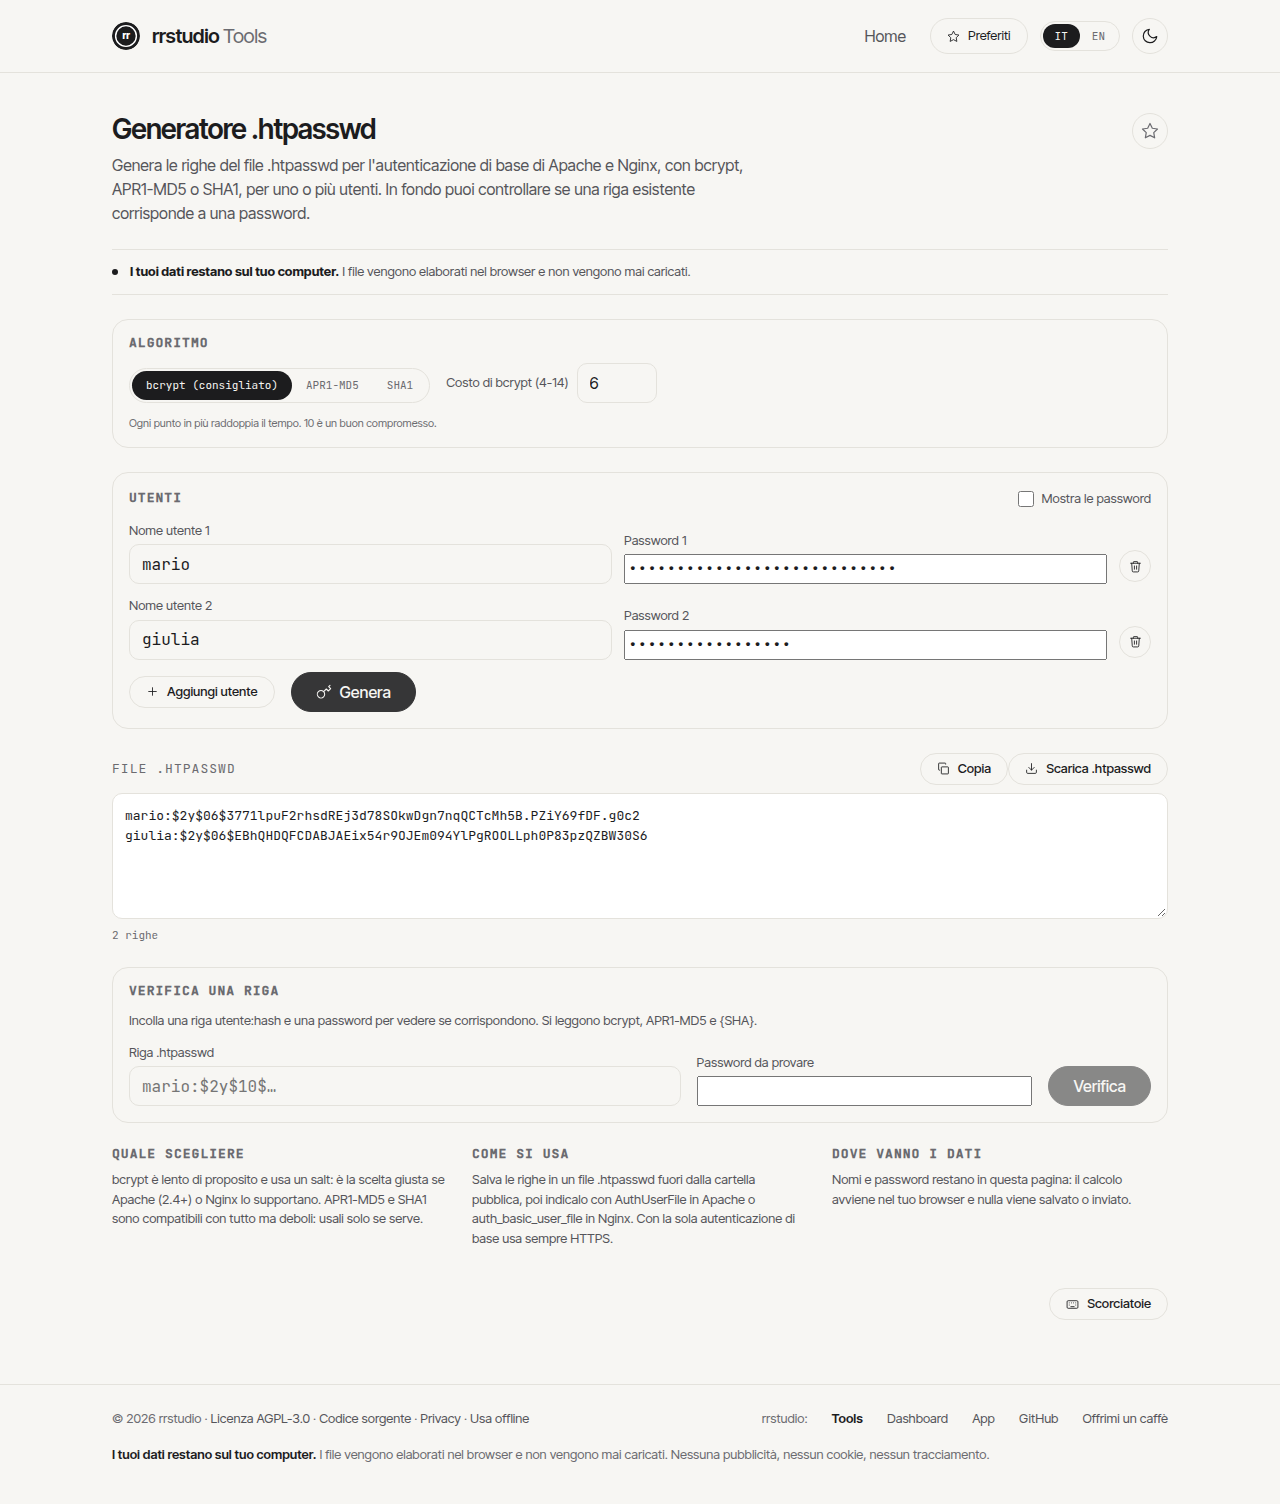 rr rrstudio Tools
Home
Preferiti
IT EN
Generatore .htpasswd
Genera le righe del file .htpasswd per l'autenticazione di base di Apache e Nginx, con bcrypt,
APR1-MD5 o SHA1, per uno o più utenti. In fondo puoi controllare se una riga esistente
corrisponde a una password.
I tuoi dati restano sul tuo computer. I file vengono elaborati nel browser e non vengono mai caricati.
ALGORITMO
bcrypt (consigliato) APR1-MD5 SHA1 Costo di bcrypt (4-14) 6
Ogni punto in più raddoppia il tempo. 10 è un buon compromesso.
UTENTI
Mostra le password
Nome utente 1
Password 1
mario
••••••••••••••••••••••••••••
Nome utente 2
Password 2
giulia
•••••••••••••••••
Aggiungi utente Genera
FILE .HTPASSWD
Copia Scarica .htpasswd
mario:$2y$06$3771lpuF2rhsdREj3d78SOkwDgn7nqQCTcMh5B.PZiY69fDF.g0c2
giulia:$2y$06$EBhQHDQFCDABJAEix54r9OJEm094YlPgROOLLph0P83pzQZBW30S6
2 righe
VERIFICA UNA RIGA
Incolla una riga utente:hash e una password per vedere se corrispondono. Si leggono bcrypt, APR1-MD5 e {SHA}.
Riga .htpasswd
Password da provare
mario:$2y$10$…
Verifica
QUALE SCEGLIERE
bcrypt è lento di proposito e usa un salt: è la scelta giusta se
Apache (2.4+) o Nginx lo supportano. APR1-MD5 e SHA1
sono compatibili con tutto ma deboli: usali solo se serve.
COME SI USA
Salva le righe in un file .htpasswd fuori dalla cartella
pubblica, poi indicalo con AuthUserFile in Apache o
auth_basic_user_file in Nginx. Con la sola autenticazione di
base usa sempre HTTPS.
DOVE VANNO I DATI
Nomi e password restano in questa pagina: il calcolo
avviene nel tuo browser e nulla viene salvato o inviato.
Scorciatoie
© 2026 rrstudio · Licenza AGPL-3.0 · Codice sorgente · Privacy · Usa offline
rrstudio: Tools Dashboard App GitHub Offrimi un caffè
I tuoi dati restano sul tuo computer. I file vengono elaborati nel browser e non vengono mai caricati. Nessuna pubblicità, nessun cookie, nessun tracciamento.